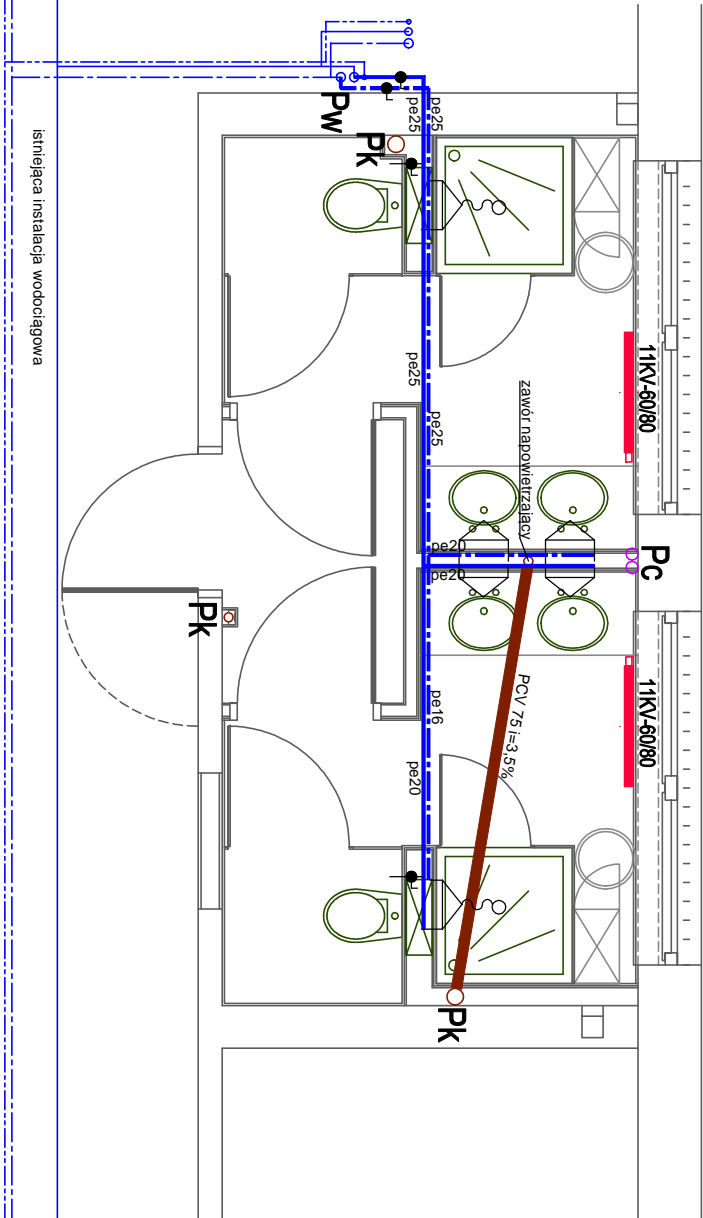 pe25
pe25
Pw
Pk
istniejąca instalacja wodociągowa
11KV-60/80
pe25
pe25
zawór napowietrzający
pe20
pe20
Pc
Pk
11KV-60/80
PCV 75 i=3,5%
pe16
pe20
Pk